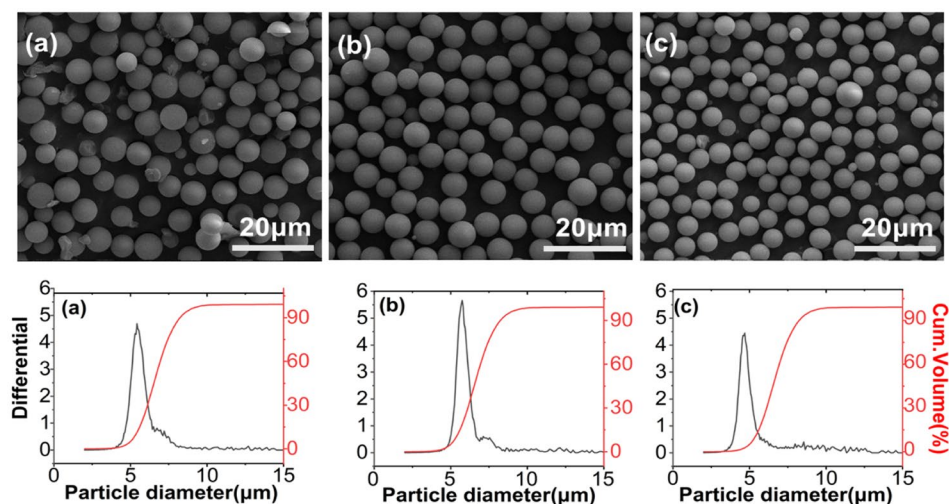 (a) (b) (c)
20μm 20μm 20μm
(a) (b) (c)
Differential
6 5 4 3 2 1 0
90 60 30 0
6 5 4 3 2 1 0
90 60 30 0
6 5 4 3 2 1 0
90 60 30 0
Cum.Volume(%)
0 5 10 15
0 5 10 15
0 5 10 15
Particle diameter(μm) Particle diameter(μm) Particle diameter(μm)